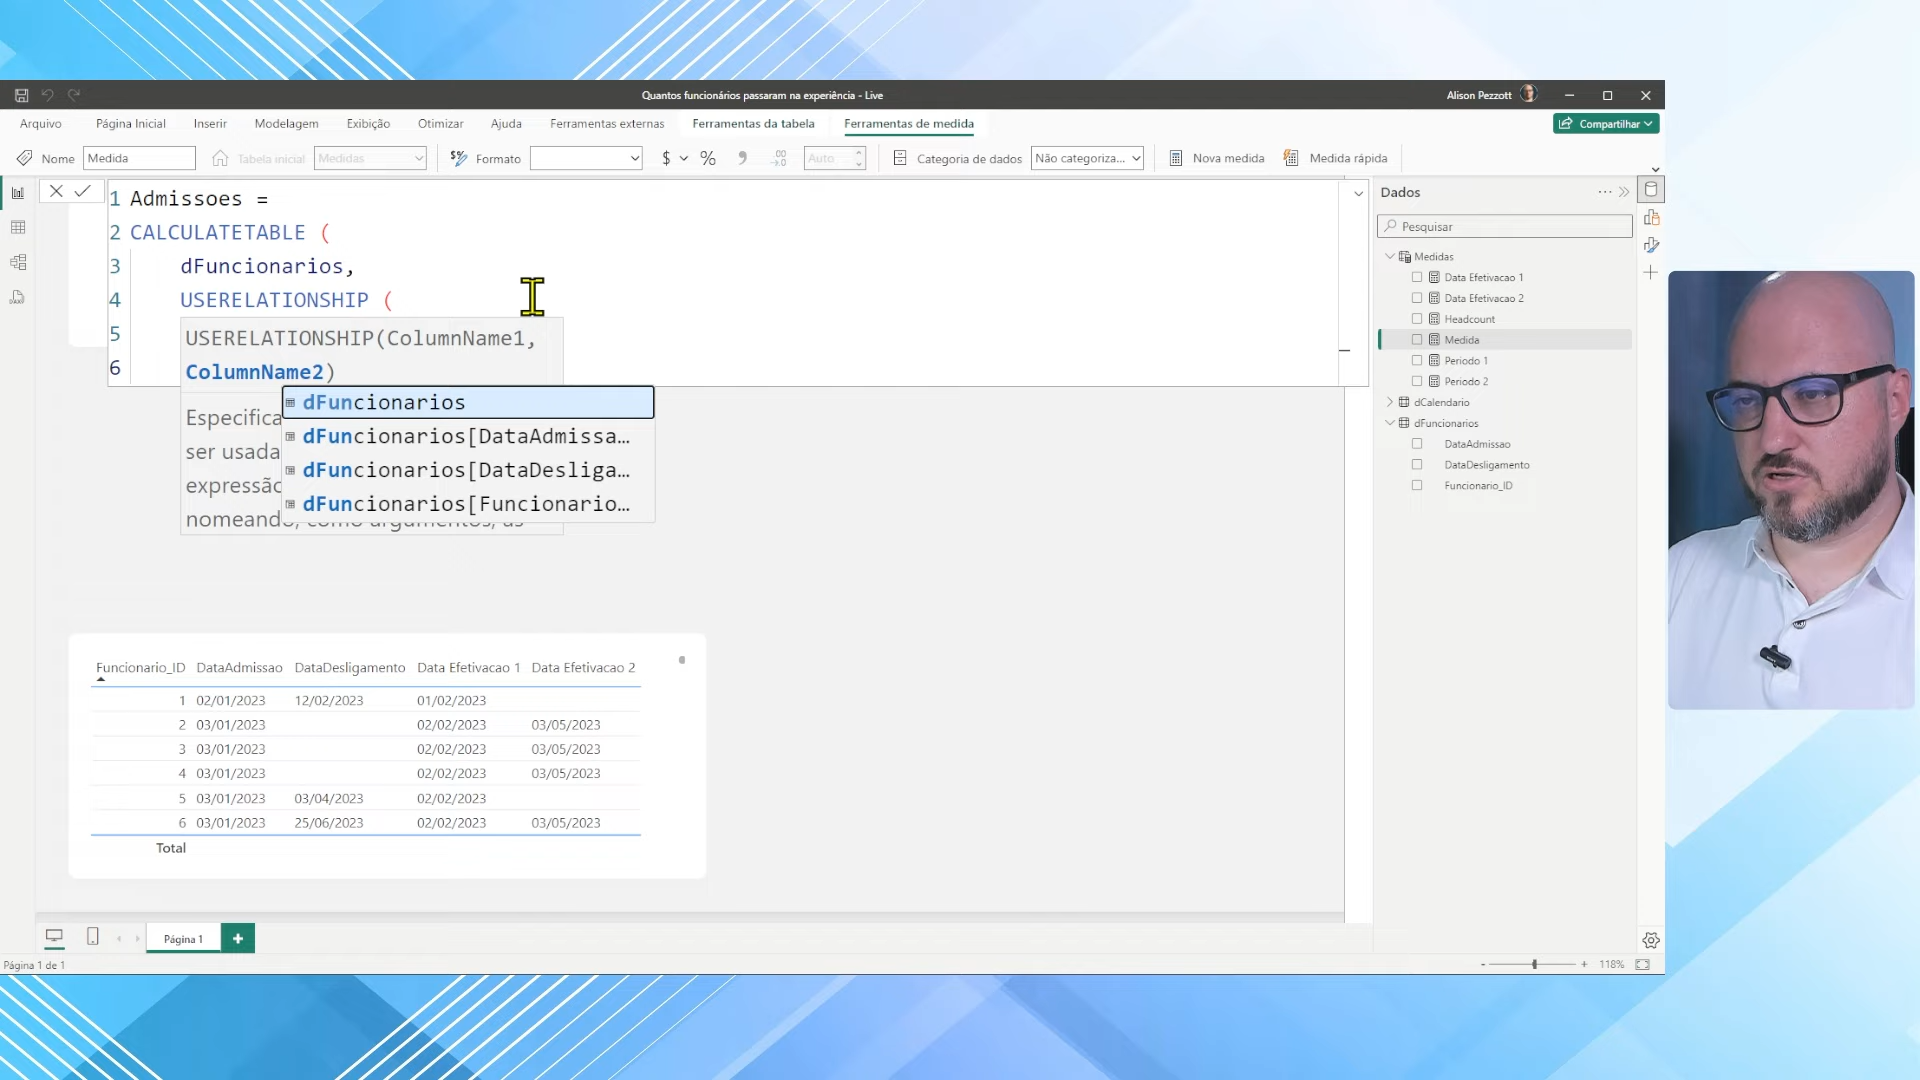 Quantos funcionários passaram na experiência - Live
Alison Pezzott
Arquivo Página Inicial Inserir Modelagem Exibição Otimizar Ajuda Ferramentas externas Ferramentas da tabela Ferramentas de medida
Compartilhar
Nome Medida Tabela inicial Medidas Formato $ % Auto Categoria de dados Não categoriza... Nova medida Medida rápida
1 Admissoes =
2 CALCULATETABLE (
3 dFuncionarios,
4 USERELATIONSHIP (
5
6
USERELATIONSHIP(ColumnName1,
ColumnName2)
Especifica
ser usada
expressão
dFuncionarios
dFuncionarios[DataAdmissa...
dFuncionarios[DataDesliga...
dFuncionarios[Funcionario...
Dados
Pesquisar
Medidas
Data Efetivacao 1
Data Efetivacao 2
Headcount
Medida
Periodo 1
Periodo 2
dCalendario
dFuncionarios
DataAdmissao
DataDesligamento
Funcionario_ID
Funcionario_ID DataAdmissao DataDesligamento Data Efetivacao 1 Data Efetivacao 2
1 02/01/2023 12/02/2023 01/02/2023
2 03/01/2023 02/02/2023 03/05/2023
3 03/01/2023 02/02/2023 03/05/2023
4 03/01/2023 02/02/2023 03/05/2023
5 03/01/2023 03/04/2023 02/02/2023
6 03/01/2023 25/06/2023 02/02/2023 03/05/2023
Total
Página 1
Página 1 de 1
- + 118%